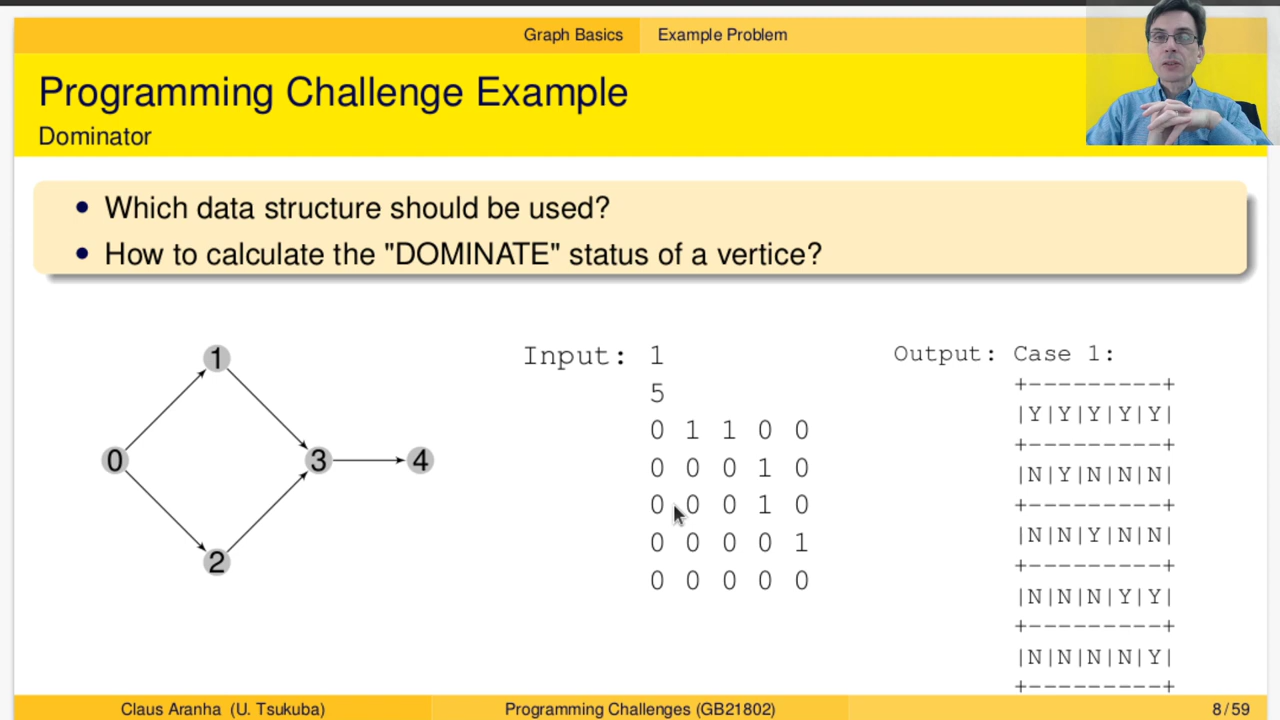 Graph Basics Example Problem
Programming Challenge Example
Dominator
• Which data structure should be used?
• How to calculate the "DOMINATE" status of a vertice?
0
1
2
3
4
Input: 1
5
0 1 1 0 0
0 0 0 1 0
0 0 0 1 0
0 0 0 0 1
0 0 0 0 0
Output: Case 1:
+---------+
|Y|Y|Y|Y|Y|
+---------+
|N|Y|N|N|N|
+---------+
|N|N|Y|N|N|
+---------+
|N|N|N|Y|Y|
+---------+
|N|N|N|N|Y|
+---------+
Claus Aranha (U. Tsukuba) Programming Challenges (GB21802) 8 / 59